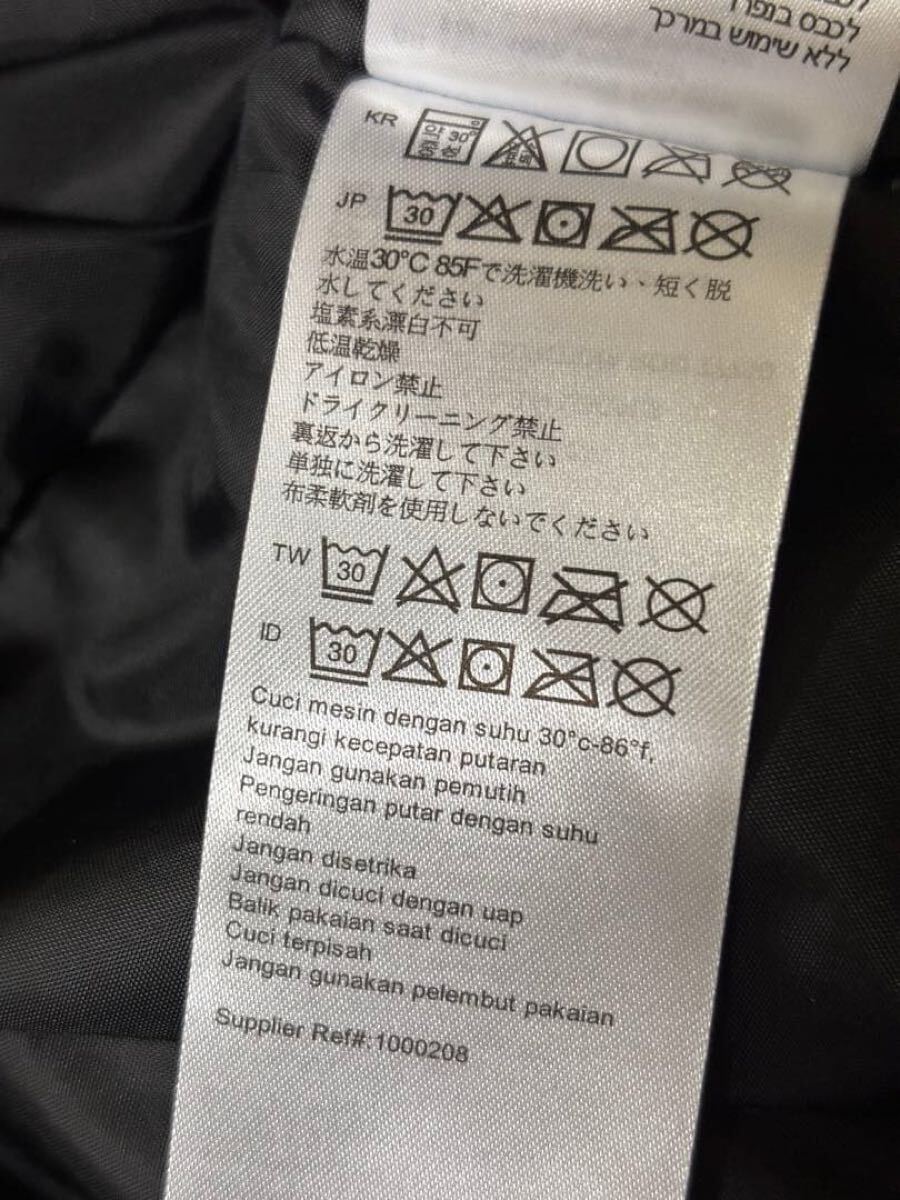 לכבס בנפרד
ללא שימוש במרכך
KR
약 30°
중성
JP
30
水温30°C 85Fで洗濯機洗い、短く脱
水してください
塩素系漂白不可
低温乾燥
アイロン禁止
ドライクリーニング禁止
裏返から洗濯して下さい
単独に洗濯して下さい
布柔軟剤を使用しないでください
TW
30
ID
30
Cuci mesin dengan suhu 30°c-86°f,
kurangi kecepatan putaran
Jangan gunakan pemutih
Pengeringan putar dengan suhu
rendah
Jangan disetrika
Jangan dicuci dengan uap
Balik pakaian saat dicuci
Cuci terpisah
Jangan gunakan pelembut pakaian
Supplier Ref#:1000208